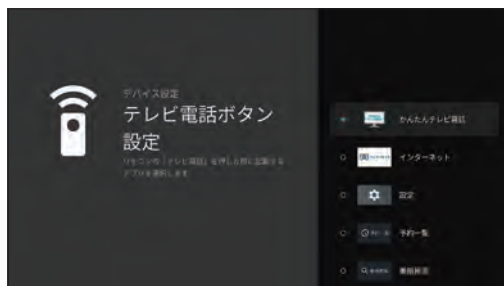 デバイス設定
テレビ電話ボタン
設定
リモコンの「テレビ電話」を押した時に起動する
アプリを選択します。
かんたんテレビ電話
インターネット
設定
予約一覧
番組検索